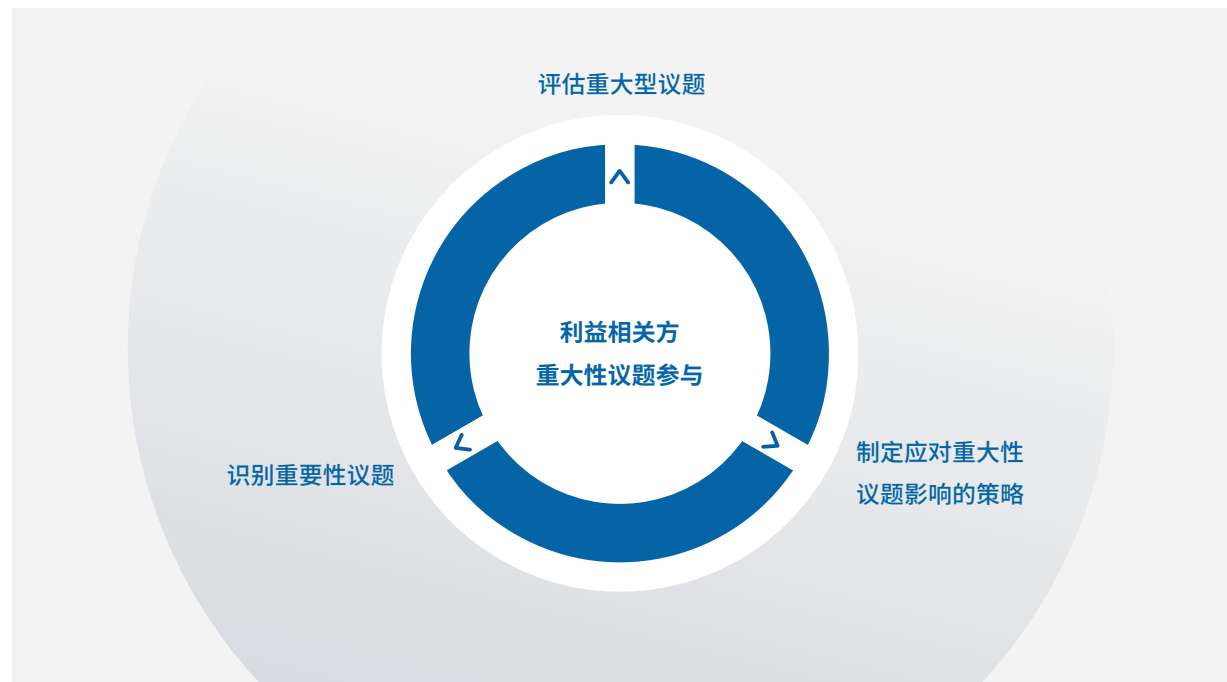 评估重大型议题
利益相关方
重大性议题参与
制定应对重大性
议题影响的策略
识别重要性议题